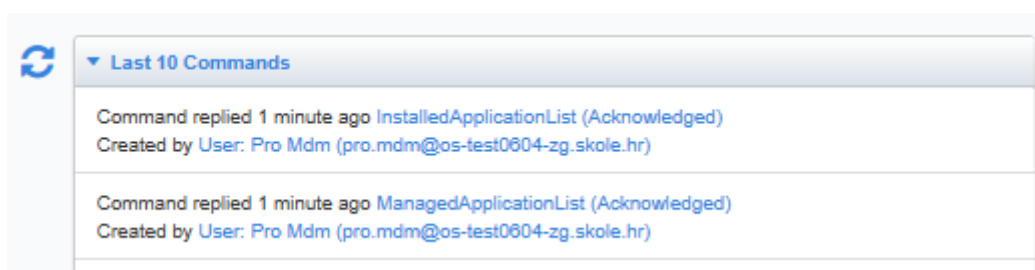 Last 10 Commands
Command replied 1 minute ago InstalledApplicationList (Acknowledged)
Created by User: Pro Mdm (pro.mdm@os-test0604-zg.skole.hr)
Command replied 1 minute ago ManagedApplicationList (Acknowledged)
Created by User: Pro Mdm (pro.mdm@os-test0604-zg.skole.hr)